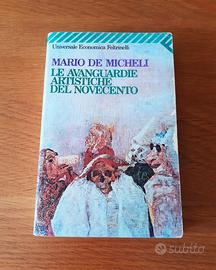 Universale Economica Feltrinelli
MARIO DE MICHELI
LE AVANGUARDIE
ARTISTICHE
DEL NOVECENTO
subito